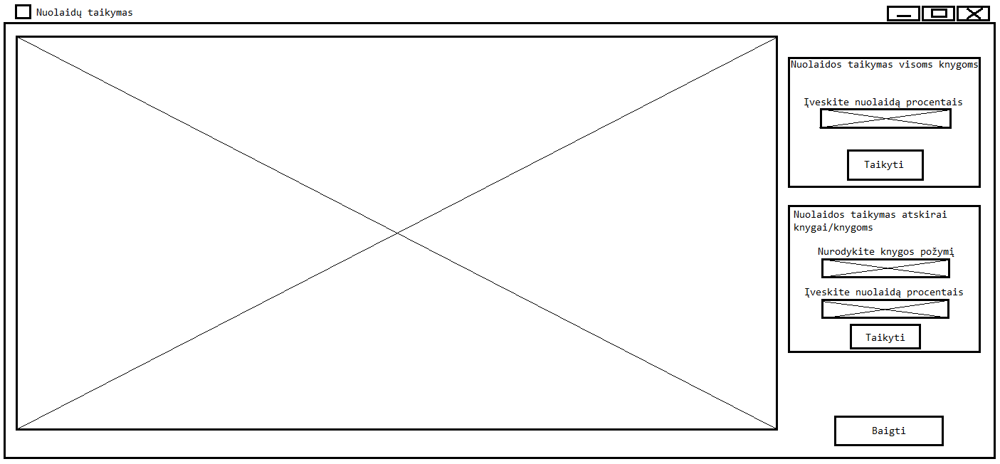 Nuolaidų taikymas
Nuolaidos taikymas visoms knygoms
Įveskite nuolaidą procentais
Taikyti
Nuolaidos taikymas atskirai
knygai/knygoms
Nurodykite knygos požymį
Įveskite nuolaidą procentais
Taikyti
Baigti